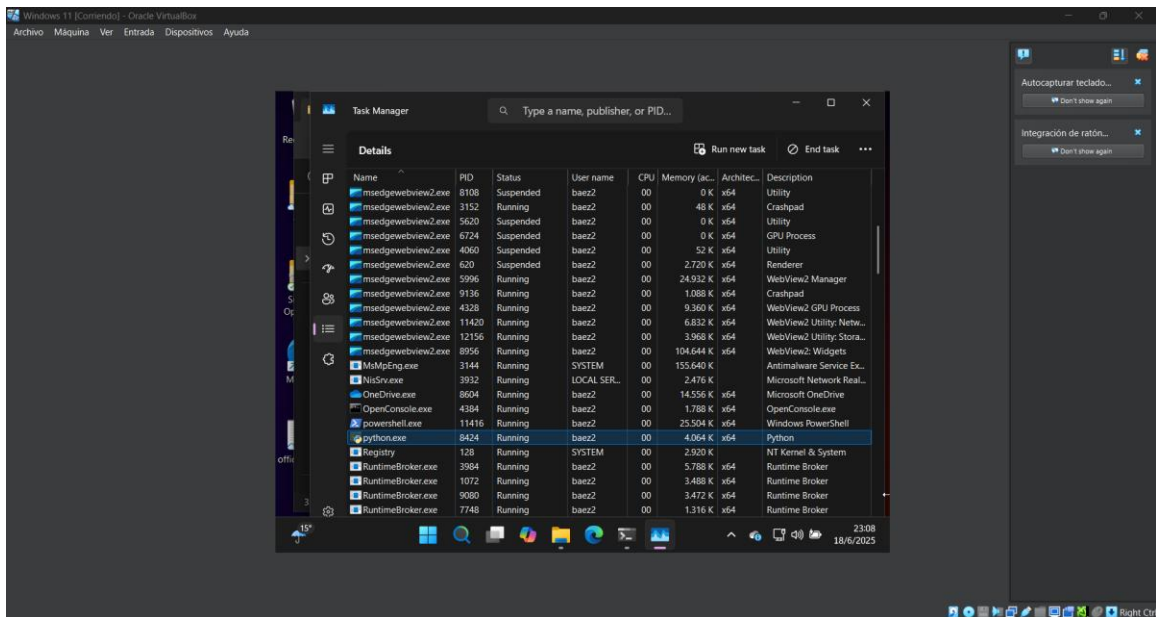 Windows 11 [Corriendo] - Oracle VirtualBox
Archivo Máquina Ver Entrada Dispositivos Ayuda
Autocapturar teclado...
Don't show again
Integración de ratón...
Don't show again
Task Manager
Type a name, publisher, or PID...
Details
Run new task
End task
Name PID Status User name CPU Memory (ac... Architec... Description
msedgewebview2.exe 8108 Suspended baez2 00 0 K x64 Utility
msedgewebview2.exe 3152 Running baez2 00 48 K x64 Crashpad
msedgewebview2.exe 5620 Suspended baez2 00 0 K x64 Utility
msedgewebview2.exe 6724 Suspended baez2 00 0 K x64 GPU Process
msedgewebview2.exe 4060 Suspended baez2 00 52 K x64 Utility
msedgewebview2.exe 620 Suspended baez2 00 2.720 K x64 Renderer
msedgewebview2.exe 5996 Running baez2 00 24.932 K x64 WebView2 Manager
msedgewebview2.exe 9136 Running baez2 00 1.088 K x64 Crashpad
msedgewebview2.exe 4328 Running baez2 00 9.360 K x64 WebView2 GPU Process
msedgewebview2.exe 11420 Running baez2 00 6.832 K x64 WebView2 Utility: Netw...
msedgewebview2.exe 12156 Running baez2 00 3.968 K x64 WebView2 Utility: Stora...
msedgewebview2.exe 8956 Running baez2 00 104.644 K x64 WebView2: Widgets
MsMpEng.exe 3144 Running SYSTEM 00 155.640 K Antimalware Service Ex...
NisSrv.exe 3932 Running LOCAL SER... 00 2.476 K Microsoft Network Real...
OneDrive.exe 8604 Running baez2 00 14.556 K x64 Microsoft OneDrive
OpenConsole.exe 4384 Running baez2 00 1.788 K x64 OpenConsole.exe
powershell.exe 11416 Running baez2 00 25.504 K x64 Windows PowerShell
python.exe 8424 Running baez2 00 4.064 K x64 Python
Registry 128 Running SYSTEM 00 2.920 K NT Kernel & System
RuntimeBroker.exe 3984 Running baez2 00 5.788 K x64 Runtime Broker
RuntimeBroker.exe 1072 Running baez2 00 3.488 K x64 Runtime Broker
RuntimeBroker.exe 9080 Running baez2 00 3.472 K x64 Runtime Broker
RuntimeBroker.exe 7748 Running baez2 00 1.316 K x64 Runtime Broker
15°
23:08
18/6/2025
Right Ctrl